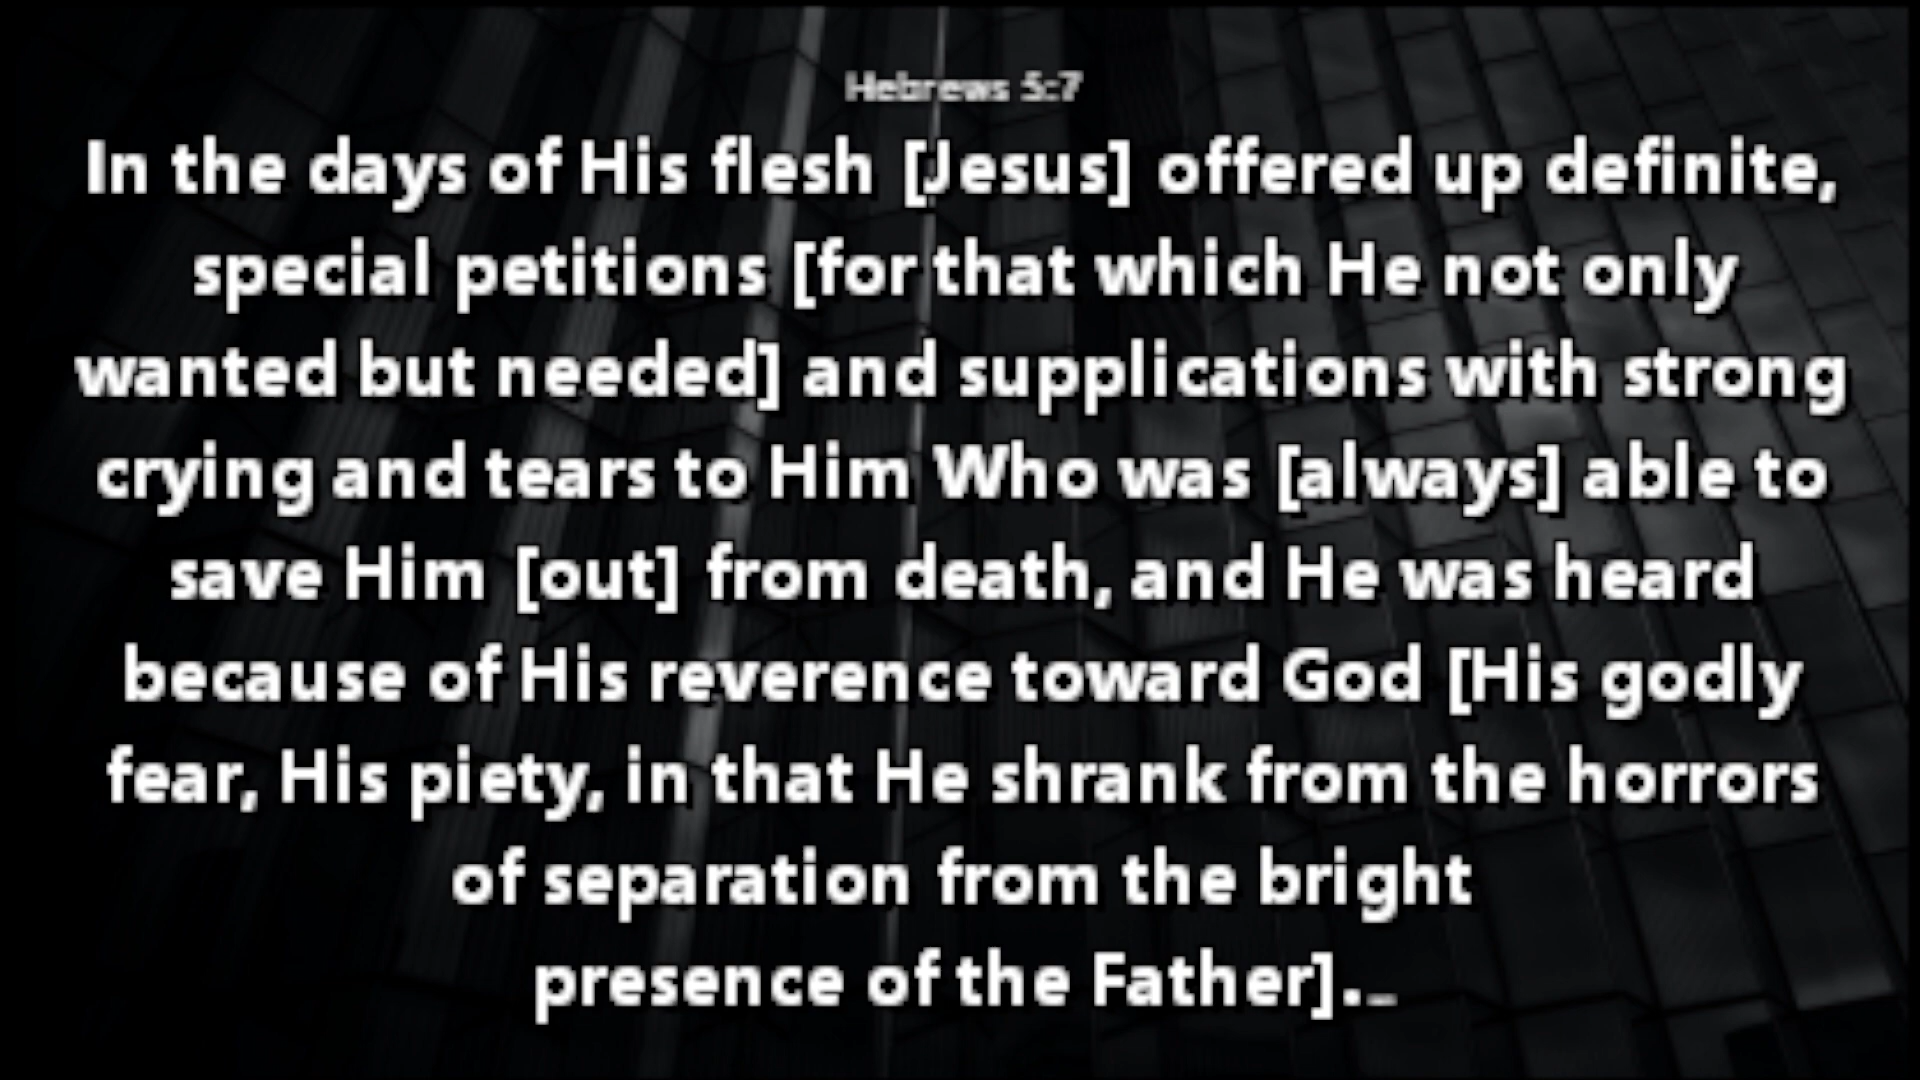 Hebrews 5:7
In the days of His flesh [Jesus] offered up definite,
special petitions [for that which He not only
wanted but needed] and supplications with strong
crying and tears to Him Who was [always] able to
save Him [out] from death, and He was heard
because of His reverence toward God [His godly
fear, His piety, in that He shrank from the horrors
of separation from the bright
presence of the Father]._